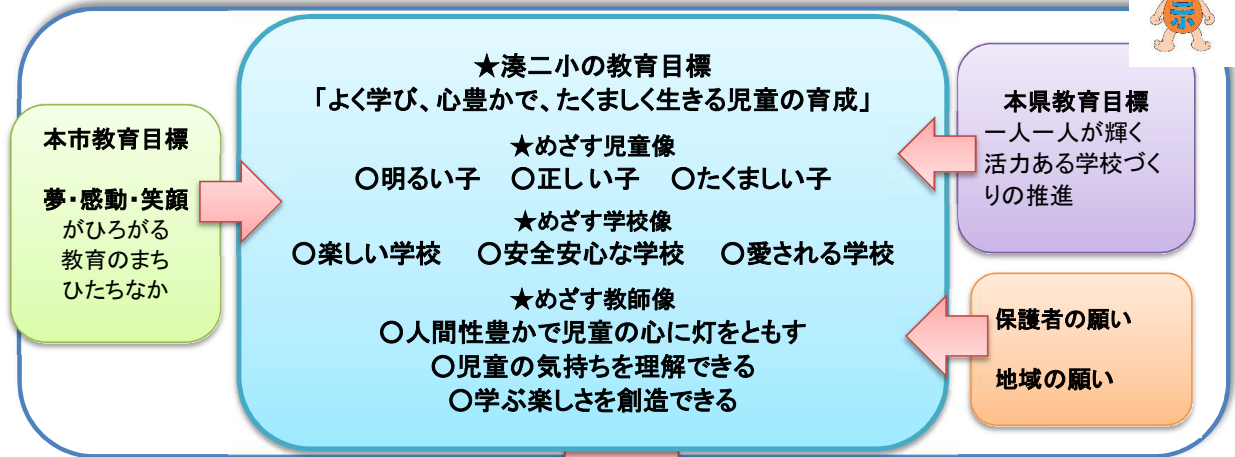 ★湊二小の教育目標
「よく学び、心豊かで、たくましく生きる児童の育成」
★めざす児童像
○明るい子　○正しい子　○たくましい子
★めざす学校像
○楽しい学校　○安全安心な学校　○愛される学校
★めざす教師像
○人間性豊かで児童の心に灯をともす
○児童の気持ちを理解できる
○学ぶ楽しさを創造できる
本市教育目標
夢・感動・笑顔
がひろがる
教育のまち
ひたちなか
本県教育目標
一人一人が輝く
活力ある学校づく
りの推進
保護者の願い
地域の願い